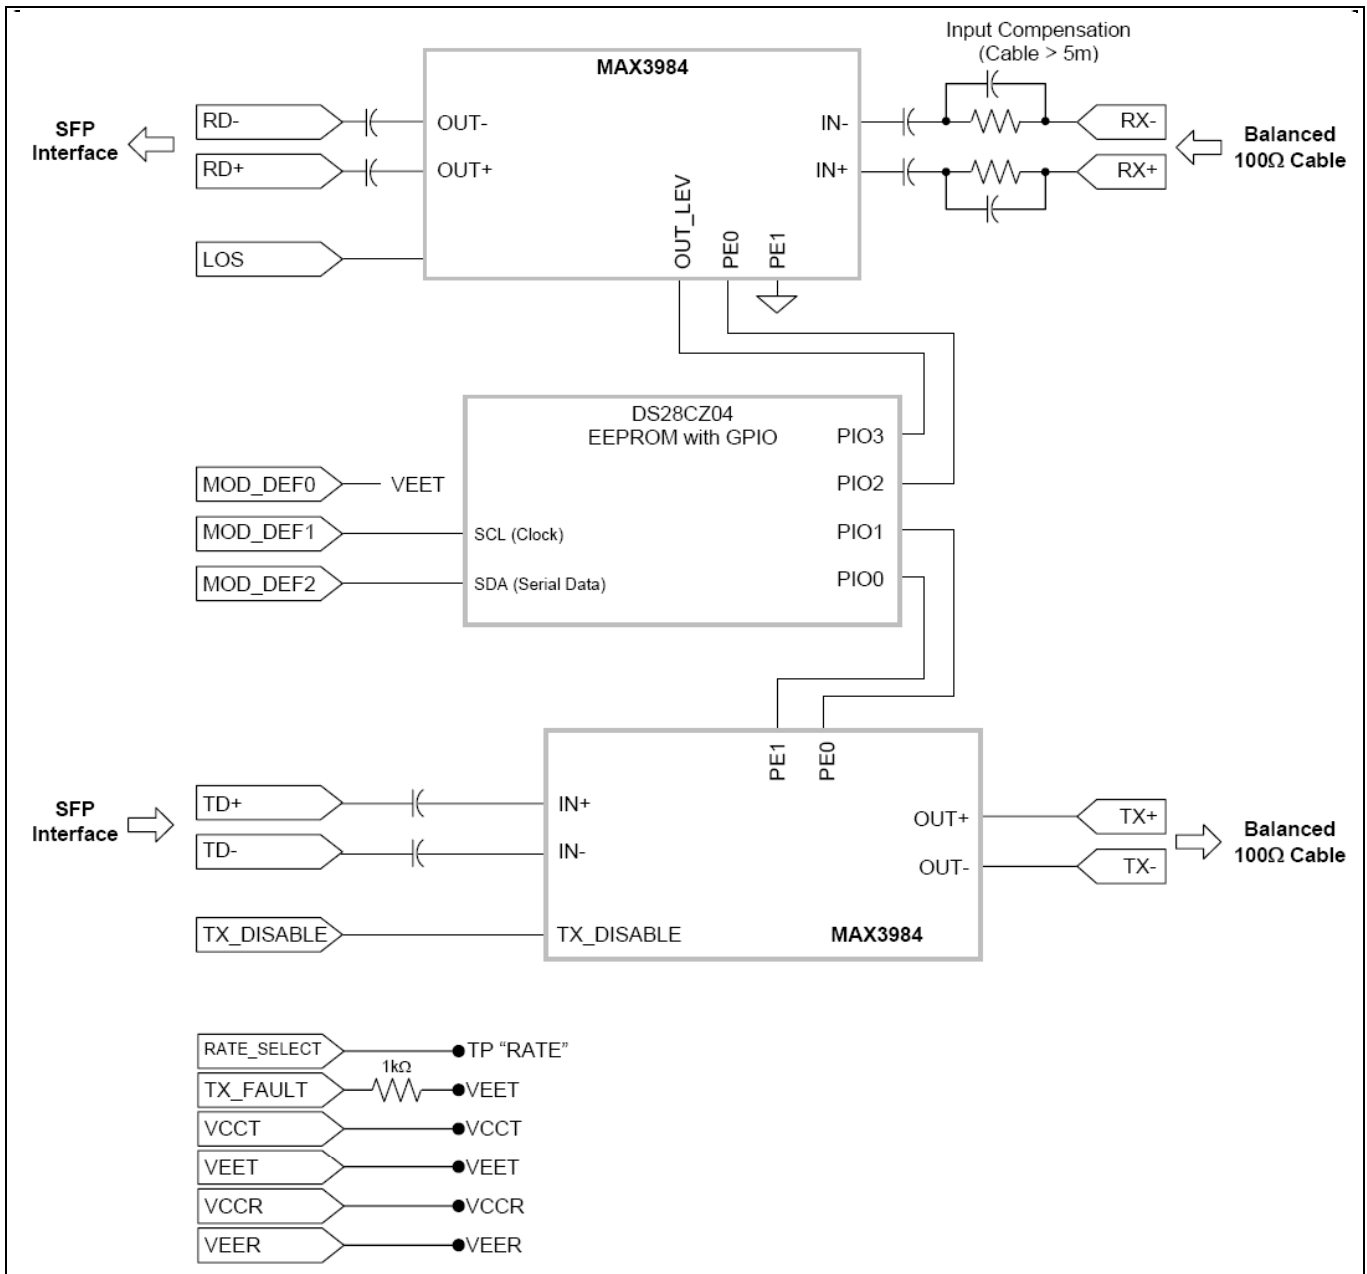 Input Compensation
(Cable > 5m)
MAX3984
SFP
Interface
RD-
RD+
LOS
OUT-
OUT+
IN-
IN+
OUT_LEV
PE0
PE1
RX-
RX+
Balanced
100Ω Cable
DS28CZ04
EEPROM with GPIO
PIO3
PIO2
PIO1
PIO0
MOD_DEF0
VEET
MOD_DEF1
SCL (Clock)
MOD_DEF2
SDA (Serial Data)
PE1
PE0
SFP
Interface
TD+
TD-
TX_DISABLE
IN+
IN-
TX_DISABLE
OUT+
OUT-
MAX3984
TX+
TX-
Balanced
100Ω Cable
RATE_SELECT
TP “RATE”
TX_FAULT
1kΩ
VEET
VCCT
VCCT
VEET
VEET
VCCR
VCCR
VEER
VEER